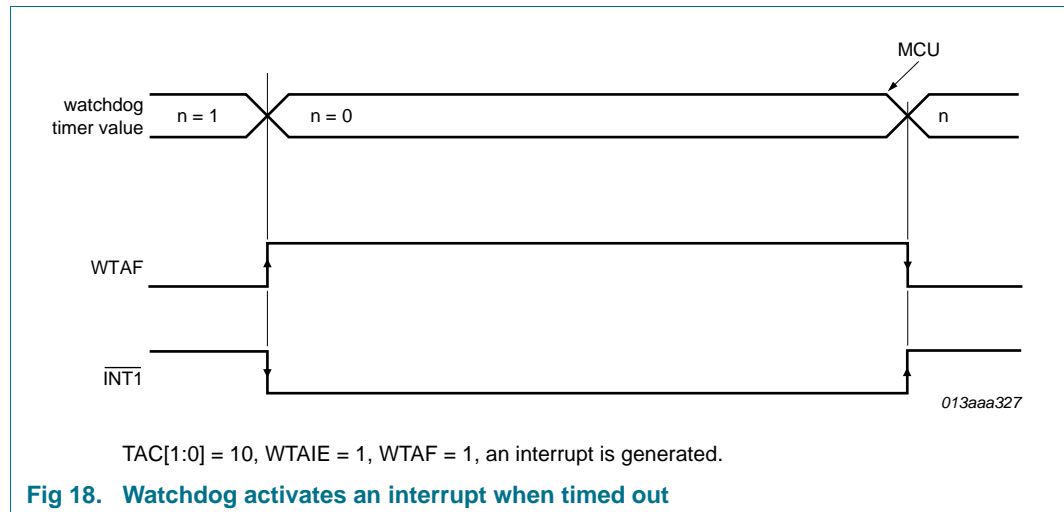 MCU
watchdog
timer value
n = 1
n = 0
n
WTAF
INT1
013aaa327
TAC[1:0] = 10, WTAIE = 1, WTAF = 1, an interrupt is generated.
Fig 18. Watchdog activates an interrupt when timed out